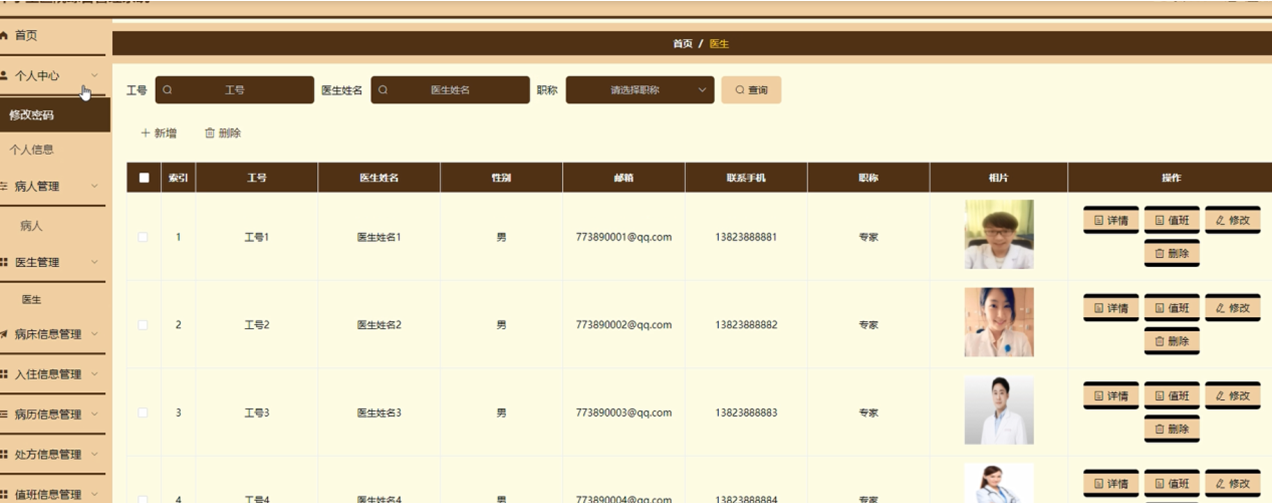 首页
个人中心
修改密码
个人信息
病人管理
病人
医生管理
医生
病床信息管理
入住信息管理
病历信息管理
处方信息管理
值班信息管理
首页 / 医生
工号 工号 医生姓名 医生姓名 职称 请选择职称 查询
新增 删除
索引 工号 医生姓名 性别 邮箱 联系手机 职称 相片 操作
1 工号1 医生姓名1 男 773890001@qq.com 13823888881 专家 详情 值班 修改
删除
2 工号2 医生姓名2 男 773890002@qq.com 13823888882 专家 详情 值班 修改
删除
3 工号3 医生姓名3 男 773890003@qq.com 13823888883 专家 详情 值班 修改
删除
4 工号4 医生姓名4 男 773890004@qq.com 13823888884 专家 详情 值班 修改